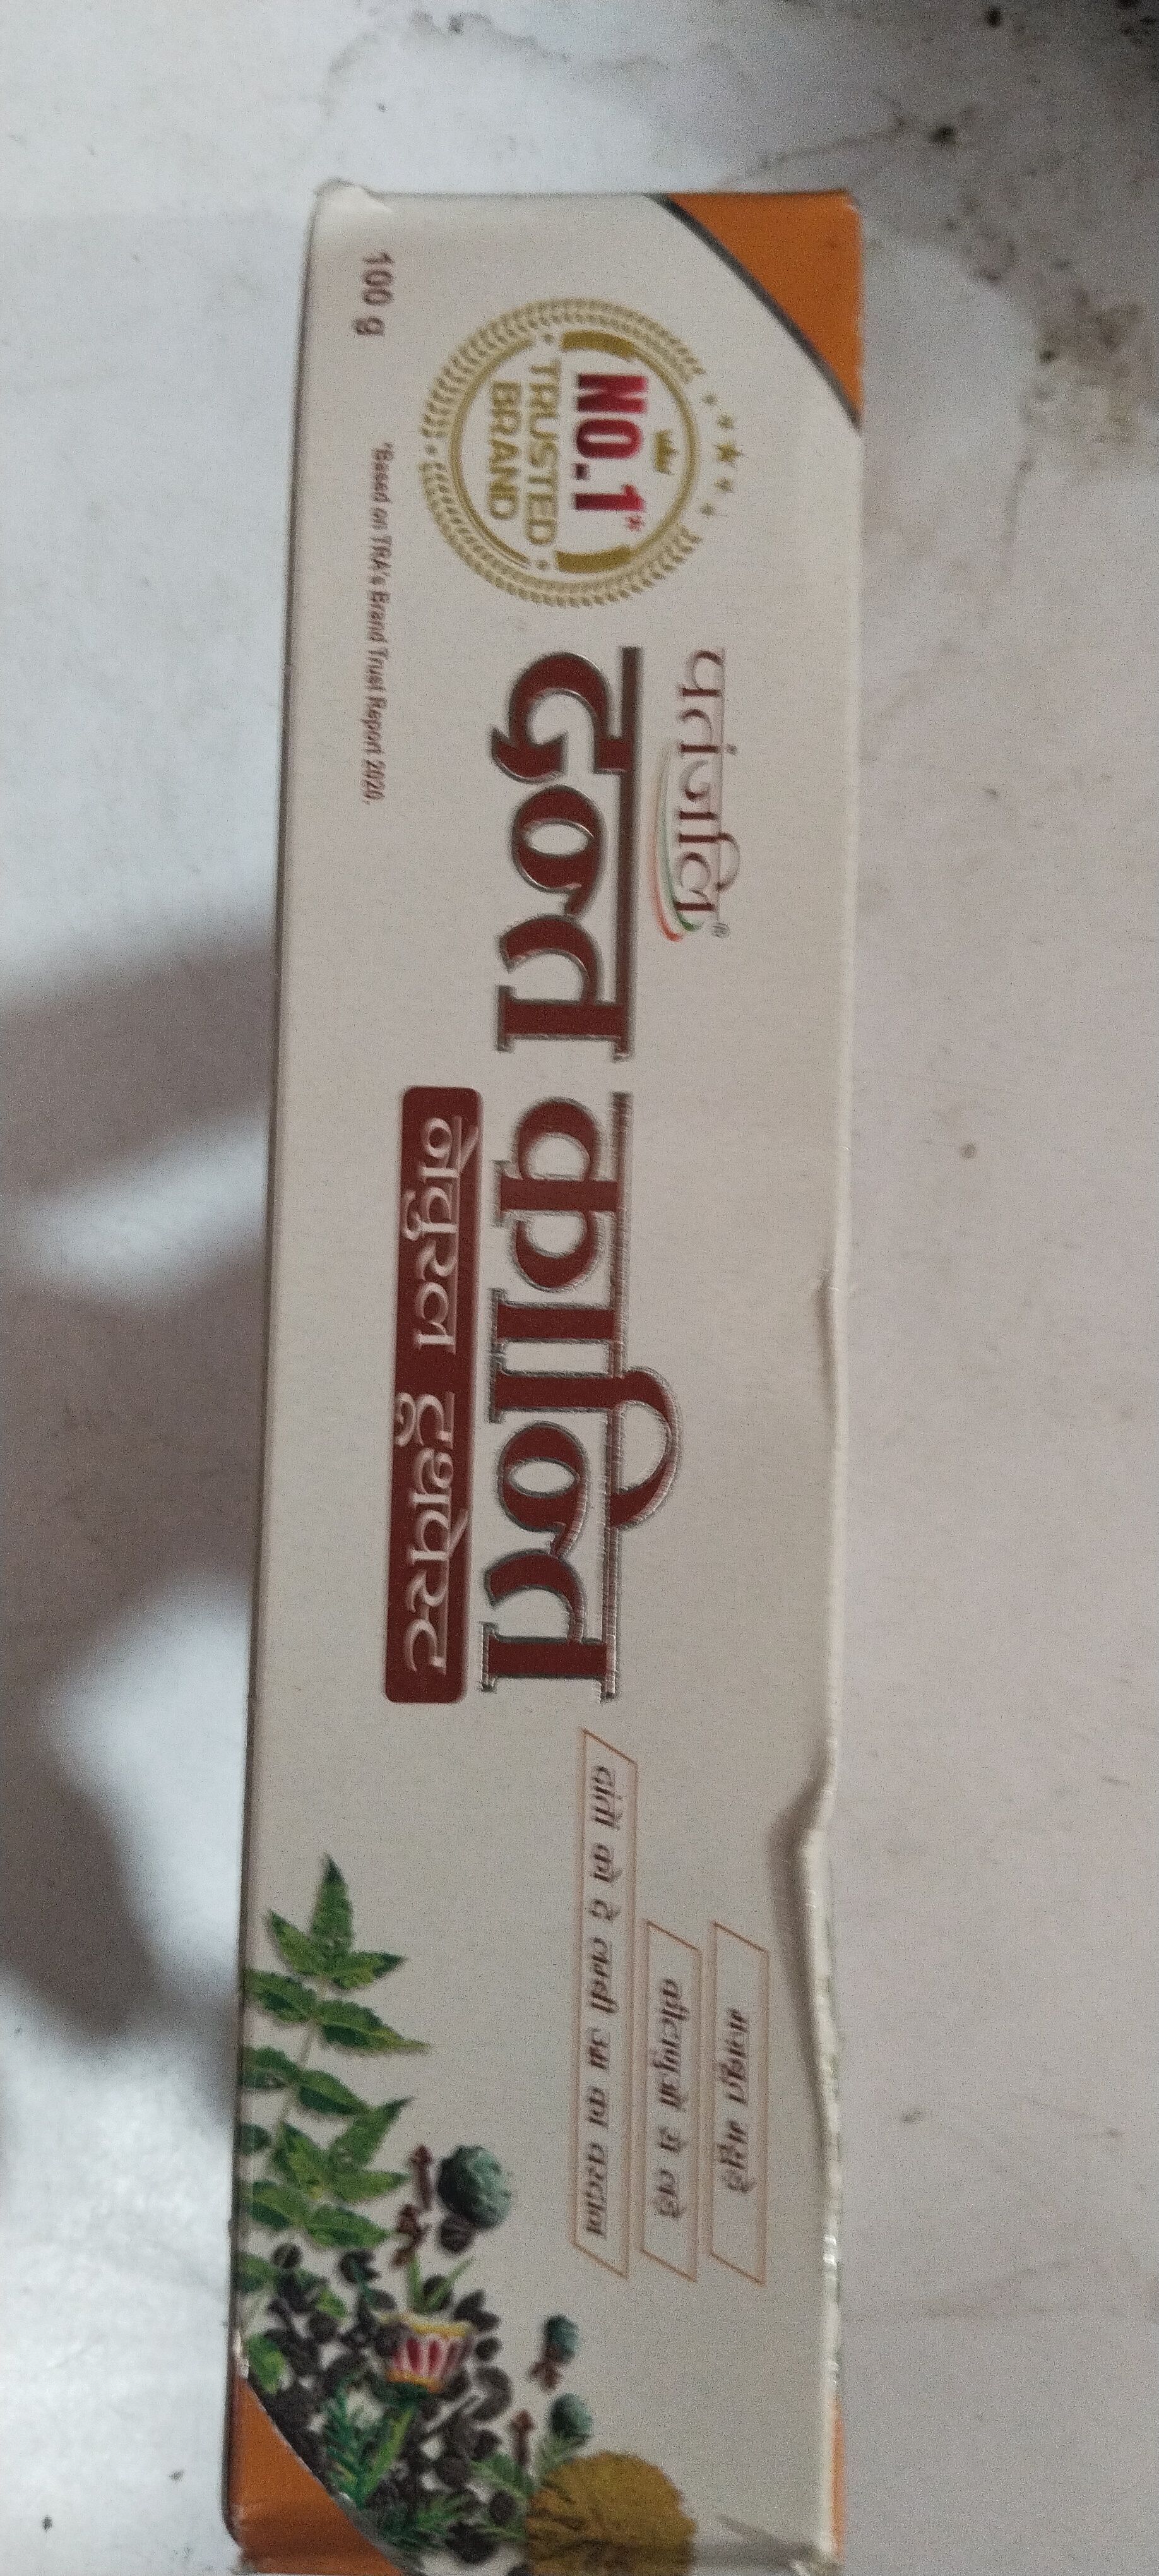 NO.1*
TRUSTED
BRAND
100 g
*Based on TRA's Brand Trust Report 2020.
पतंजलि®
दन्त कान्ति
नेचुरल टूथपेस्ट
मजबूत मसूड़े
कीटाणुओं से लड़े
दांतों को दे लम्बी उम्र का वरदान